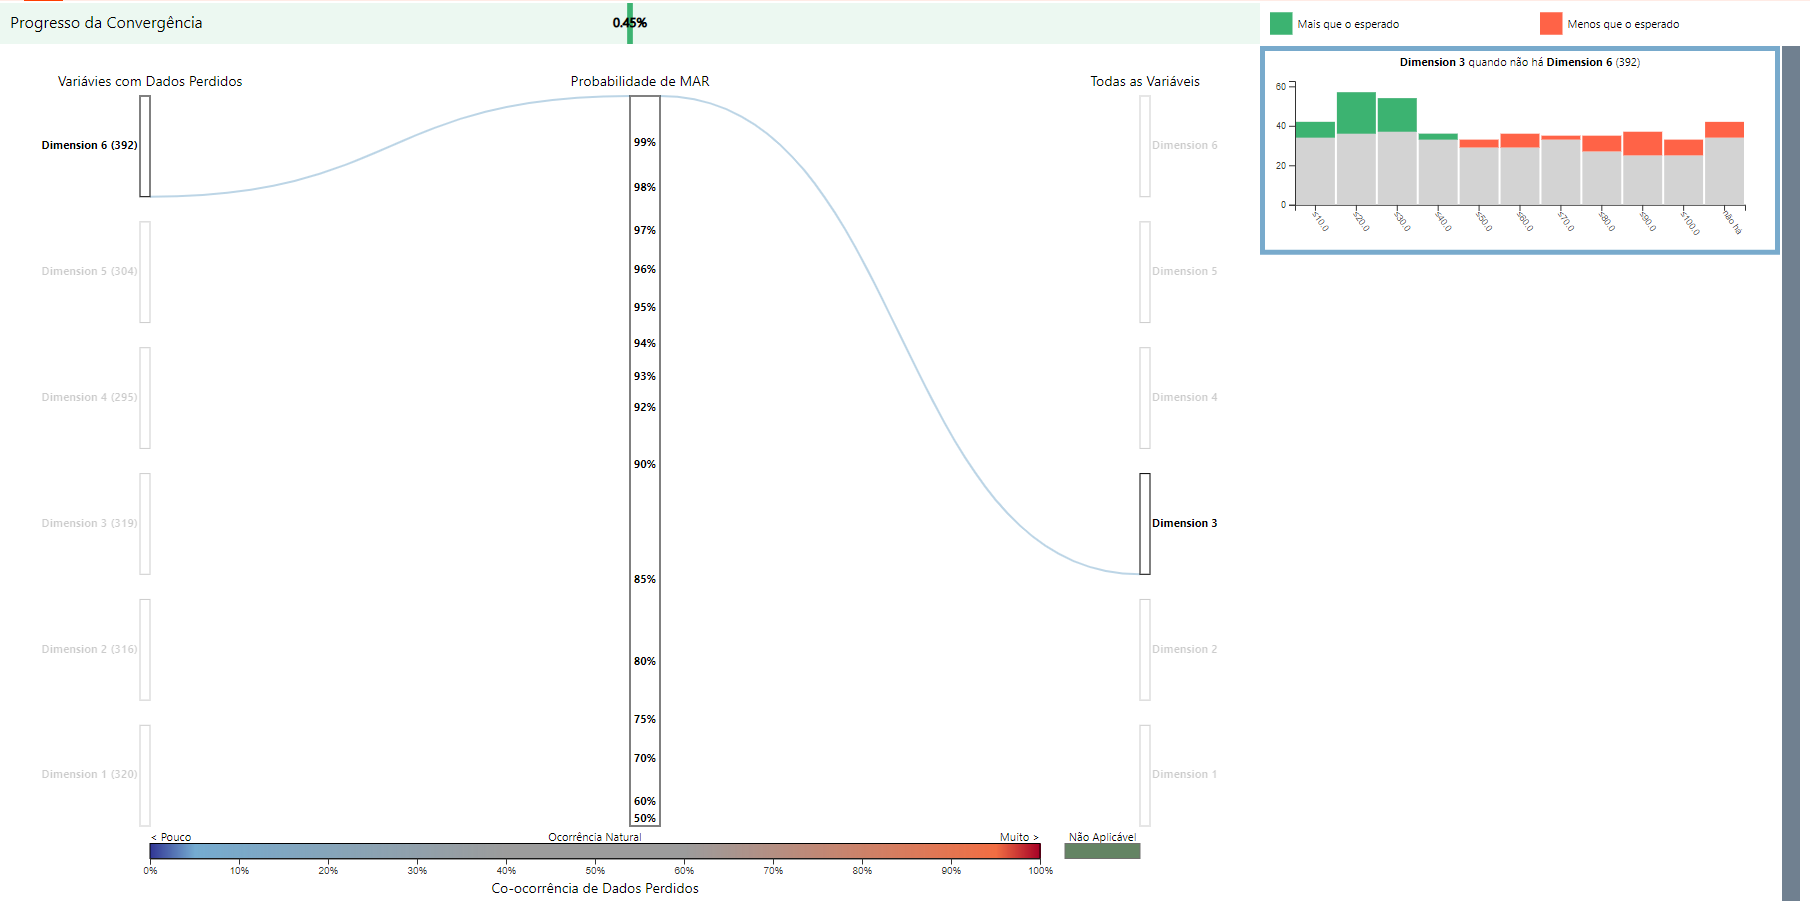 Progresso da Convergência
0.45%
Mais que o esperado
Menos que o esperado
Variávies com Dados Perdidos
Probabilidade de MAR
Todas as Variáveis
Dimension 6 (392)
Dimension 5 (304)
Dimension 4 (295)
Dimension 3 (319)
Dimension 2 (316)
Dimension 1 (320)
99%
98%
97%
96%
95%
94%
93%
92%
90%
85%
80%
75%
70%
60%
50%
Dimension 6
Dimension 5
Dimension 4
Dimension 3
Dimension 2
Dimension 1
< Pouco
Ocorrência Natural
Muito >
Não Aplicável
0%
10%
20%
30%
40%
50%
60%
70%
80%
90%
100%
Co-ocorrência de Dados Perdidos
Dimension 3 quando não há Dimension 6 (392)
60
40
20
0
≤10.0
≤20.0
≤30.0
≤40.0
≤50.0
≤60.0
≤70.0
≤80.0
≤90.0
≤100.0
não há